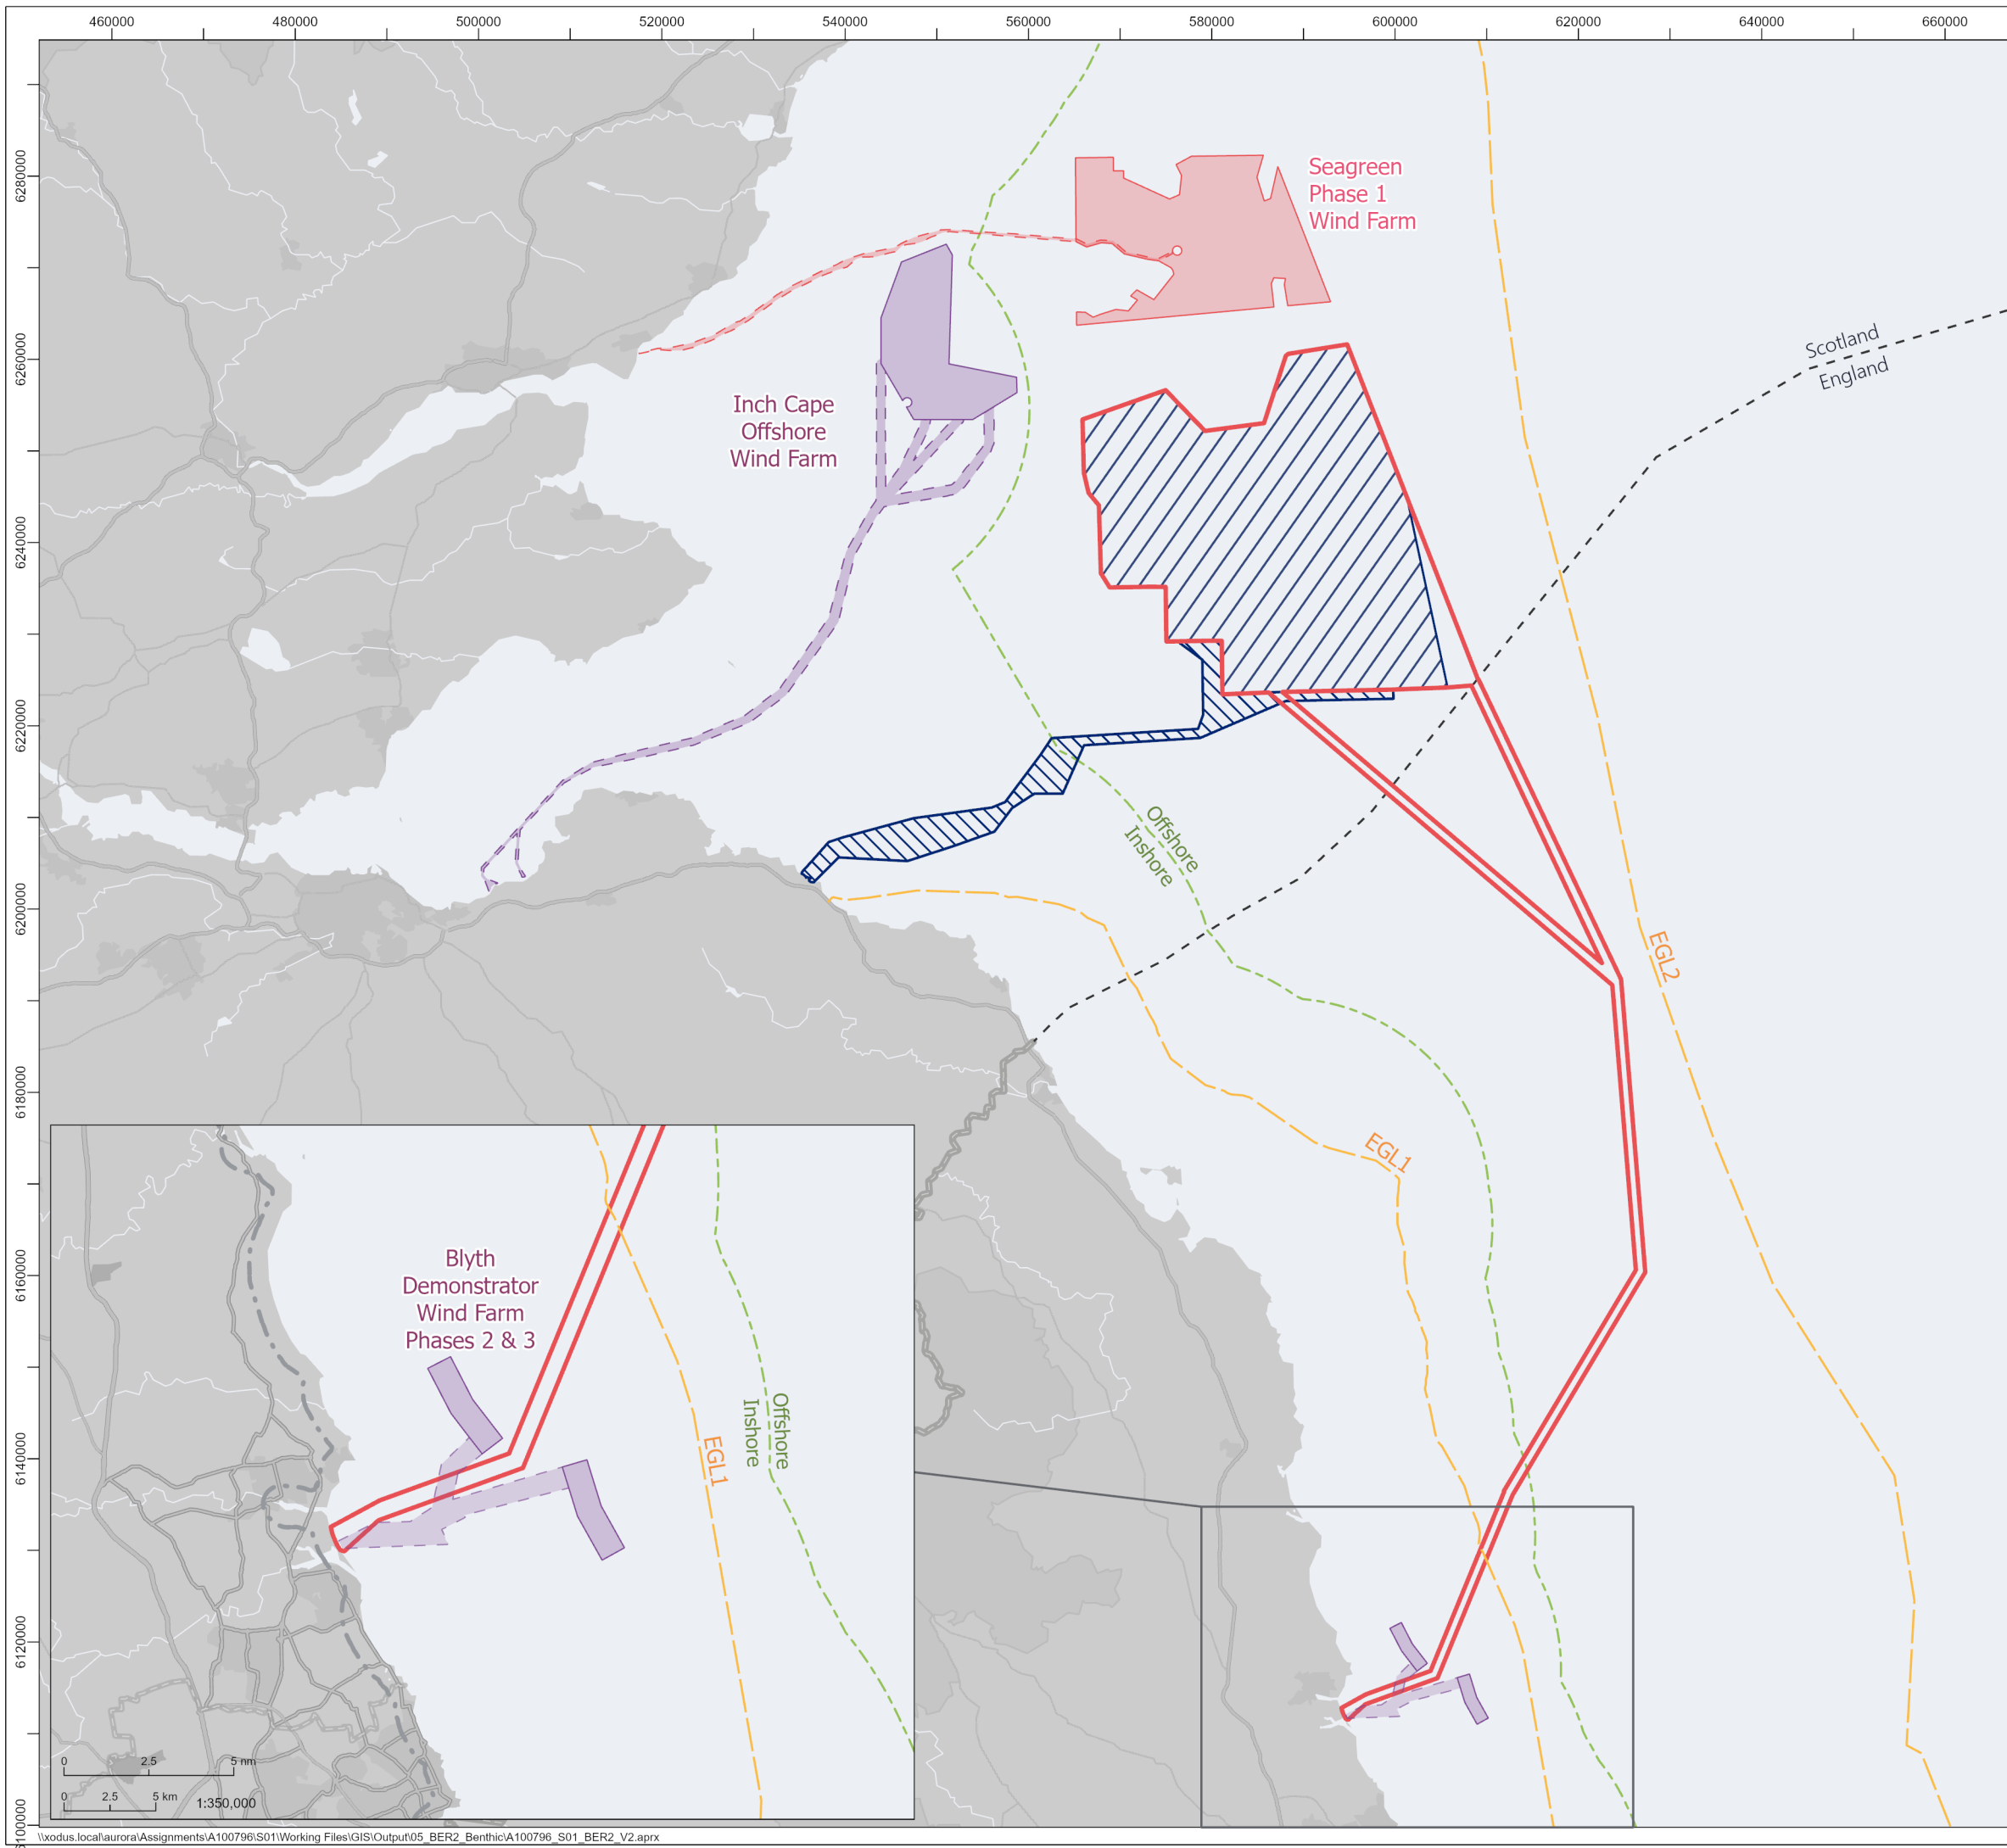 460000 480000 500000 520000 540000 560000 580000 600000 620000 640000 660000
6280000
6260000
6240000
6220000
6200000
6180000
6160000
6140000
6120000
6100000
Seagreen
Phase 1
Wind Farm
Scotland
England
Inch Cape
Offshore
Wind Farm
Offshore
Inshore
EGL2
EGL1
Blyth
Demonstrator
Wind Farm
Phases 2 & 3
Offshore
Inshore
EGL1
0 2.5 5 nm
0 2.5 5 km
1:350,000
\\xodus.local\aurora\Assignments\A100796\S01\Working Files\GIS\Output\05_BER2_Benthic\A100796_S01_BER2_V2.aprx